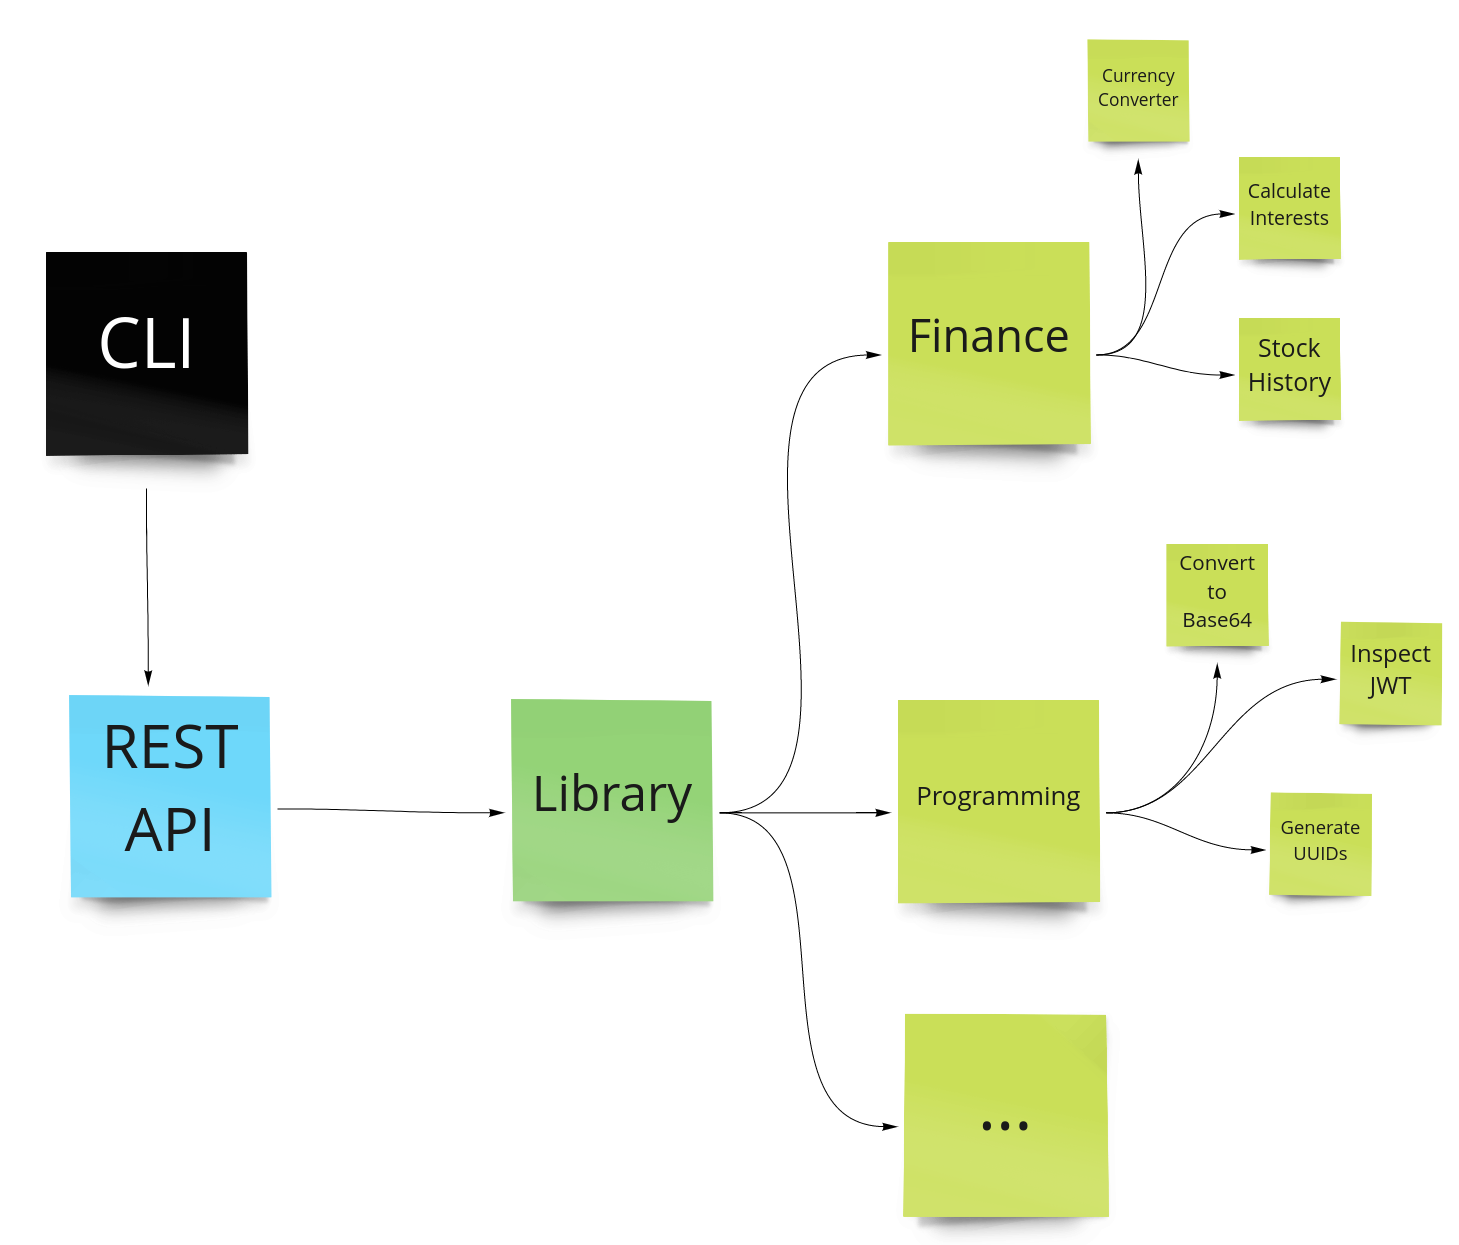 Currency
Converter
Calculate
Interests
CLI
Finance
Stock
History
Convert
to
Base64
Inspect
JWT
REST
API
Library
Programming
Generate
UUIDs
...